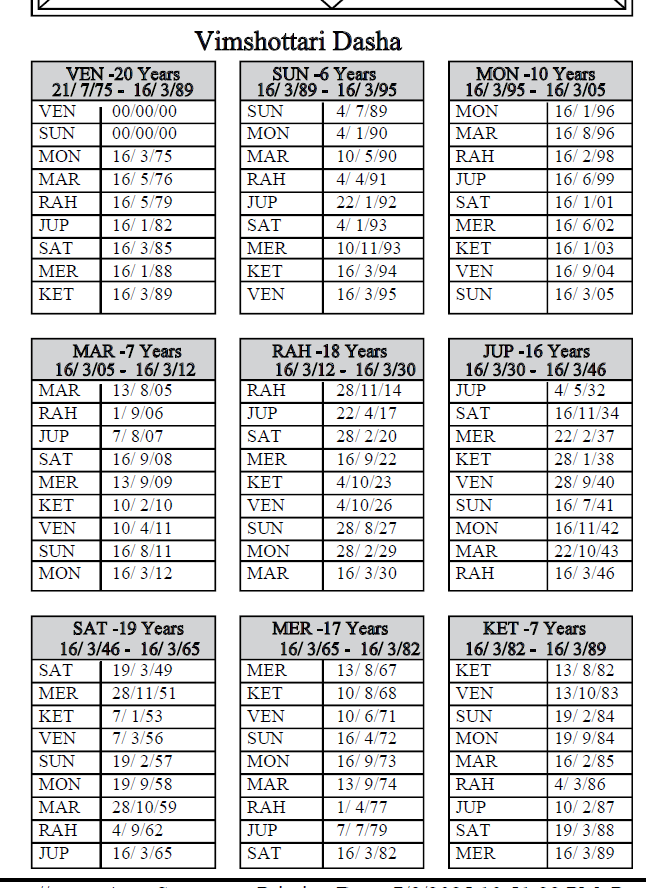 Vimshottari Dasha
VEN -20 Years
21/ 7/75 - 16/ 3/89
VEN 00/00/00
SUN 00/00/00
MON 16/ 3/75
MAR 16/ 5/76
RAH 16/ 5/79
JUP 16/ 1/82
SAT 16/ 3/85
MER 16/ 1/88
KET 16/ 3/89
SUN -6 Years
16/ 3/89 - 16/ 3/95
SUN 4/ 7/89
MON 4/ 1/90
MAR 10/ 5/90
RAH 4/ 4/91
JUP 22/ 1/92
SAT 4/ 1/93
MER 10/11/93
KET 16/ 3/94
VEN 16/ 3/95
MON -10 Years
16/ 3/95 - 16/ 3/05
MON 16/ 1/96
MAR 16/ 8/96
RAH 16/ 2/98
JUP 16/ 6/99
SAT 16/ 1/01
MER 16/ 6/02
KET 16/ 1/03
VEN 16/ 9/04
SUN 16/ 3/05
MAR -7 Years
16/ 3/05 - 16/ 3/12
MAR 13/ 8/05
RAH 1/ 9/06
JUP 7/ 8/07
SAT 16/ 9/08
MER 13/ 9/09
KET 10/ 2/10
VEN 10/ 4/11
SUN 16/ 8/11
MON 16/ 3/12
RAH -18 Years
16/ 3/12 - 16/ 3/30
RAH 28/11/14
JUP 22/ 4/17
SAT 28/ 2/20
MER 16/ 9/22
KET 4/10/23
VEN 4/10/26
SUN 28/ 8/27
MON 28/ 2/29
MAR 16/ 3/30
JUP -16 Years
16/ 3/30 - 16/ 3/46
JUP 4/ 5/32
SAT 16/11/34
MER 22/ 2/37
KET 28/ 1/38
VEN 28/ 9/40
SUN 16/ 7/41
MON 16/11/42
MAR 22/10/43
RAH 16/ 3/46
SAT -19 Years
16/ 3/46 - 16/ 3/65
SAT 19/ 3/49
MER 28/11/51
KET 7/ 1/53
VEN 7/ 3/56
SUN 19/ 2/57
MON 19/ 9/58
MAR 28/10/59
RAH 4/ 9/62
JUP 16/ 3/65
MER -17 Years
16/ 3/65 - 16/ 3/82
MER 13/ 8/67
KET 10/ 8/68
VEN 10/ 6/71
SUN 16/ 4/72
MON 16/ 9/73
MAR 13/ 9/74
RAH 1/ 4/77
JUP 7/ 7/79
SAT 16/ 3/82
KET -7 Years
16/ 3/82 - 16/ 3/89
KET 13/ 8/82
VEN 13/10/83
SUN 19/ 2/84
MON 19/ 9/84
MAR 16/ 2/85
RAH 4/ 3/86
JUP 10/ 2/87
SAT 19/ 3/88
MER 16/ 3/89